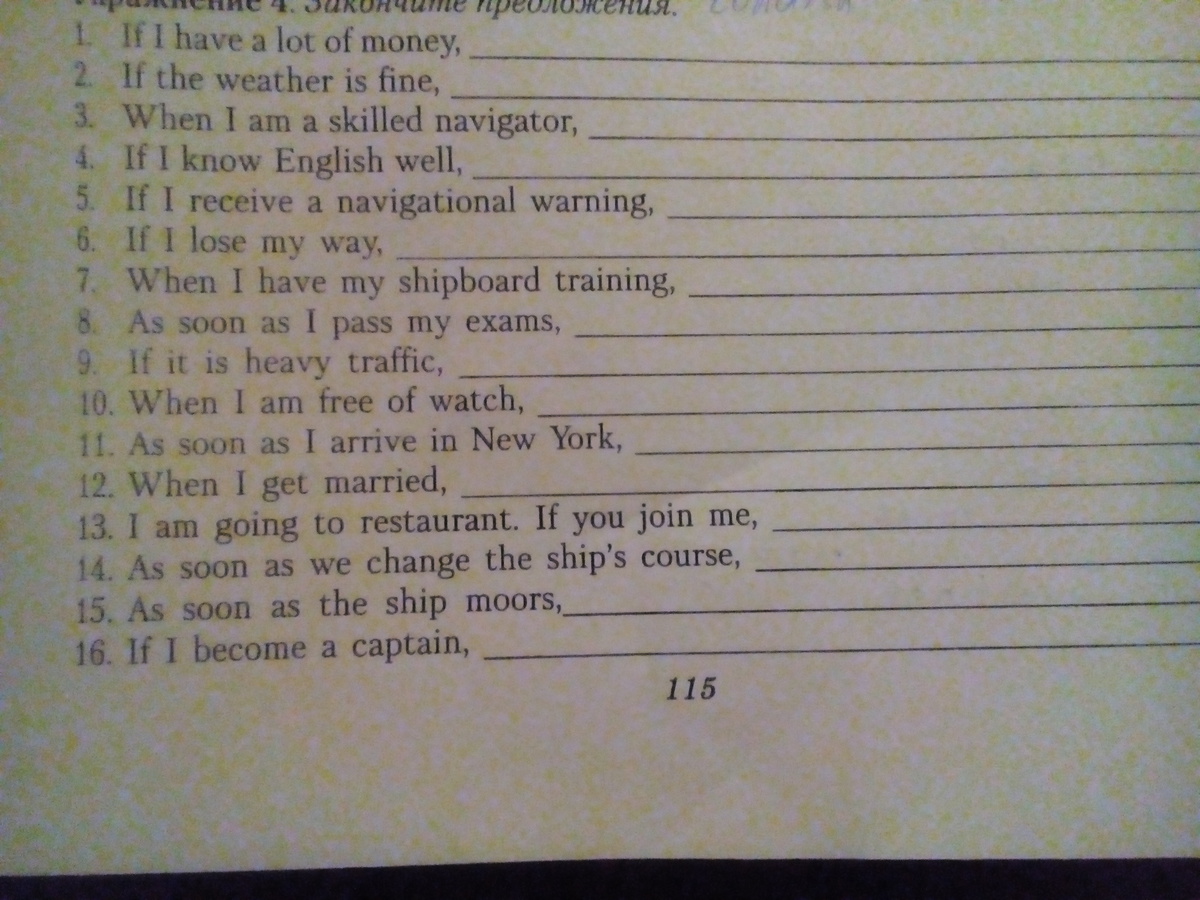 Упражнение 4. Закончите предложения.
1. If I have a lot of money,
2. If the weather is fine,
3. When I am a skilled navigator,
4. If I know English well,
5. If I receive a navigational warning,
6. If I lose my way,
7. When I have my shipboard training,
8. As soon as I pass my exams,
9. If it is heavy traffic,
10. When I am free of watch,
11. As soon as I arrive in New York,
12. When I get married,
13. I am going to restaurant. If you join me,
14. As soon as we change the ship's course,
15. As soon as the ship moors,
16. If I become a captain,
115